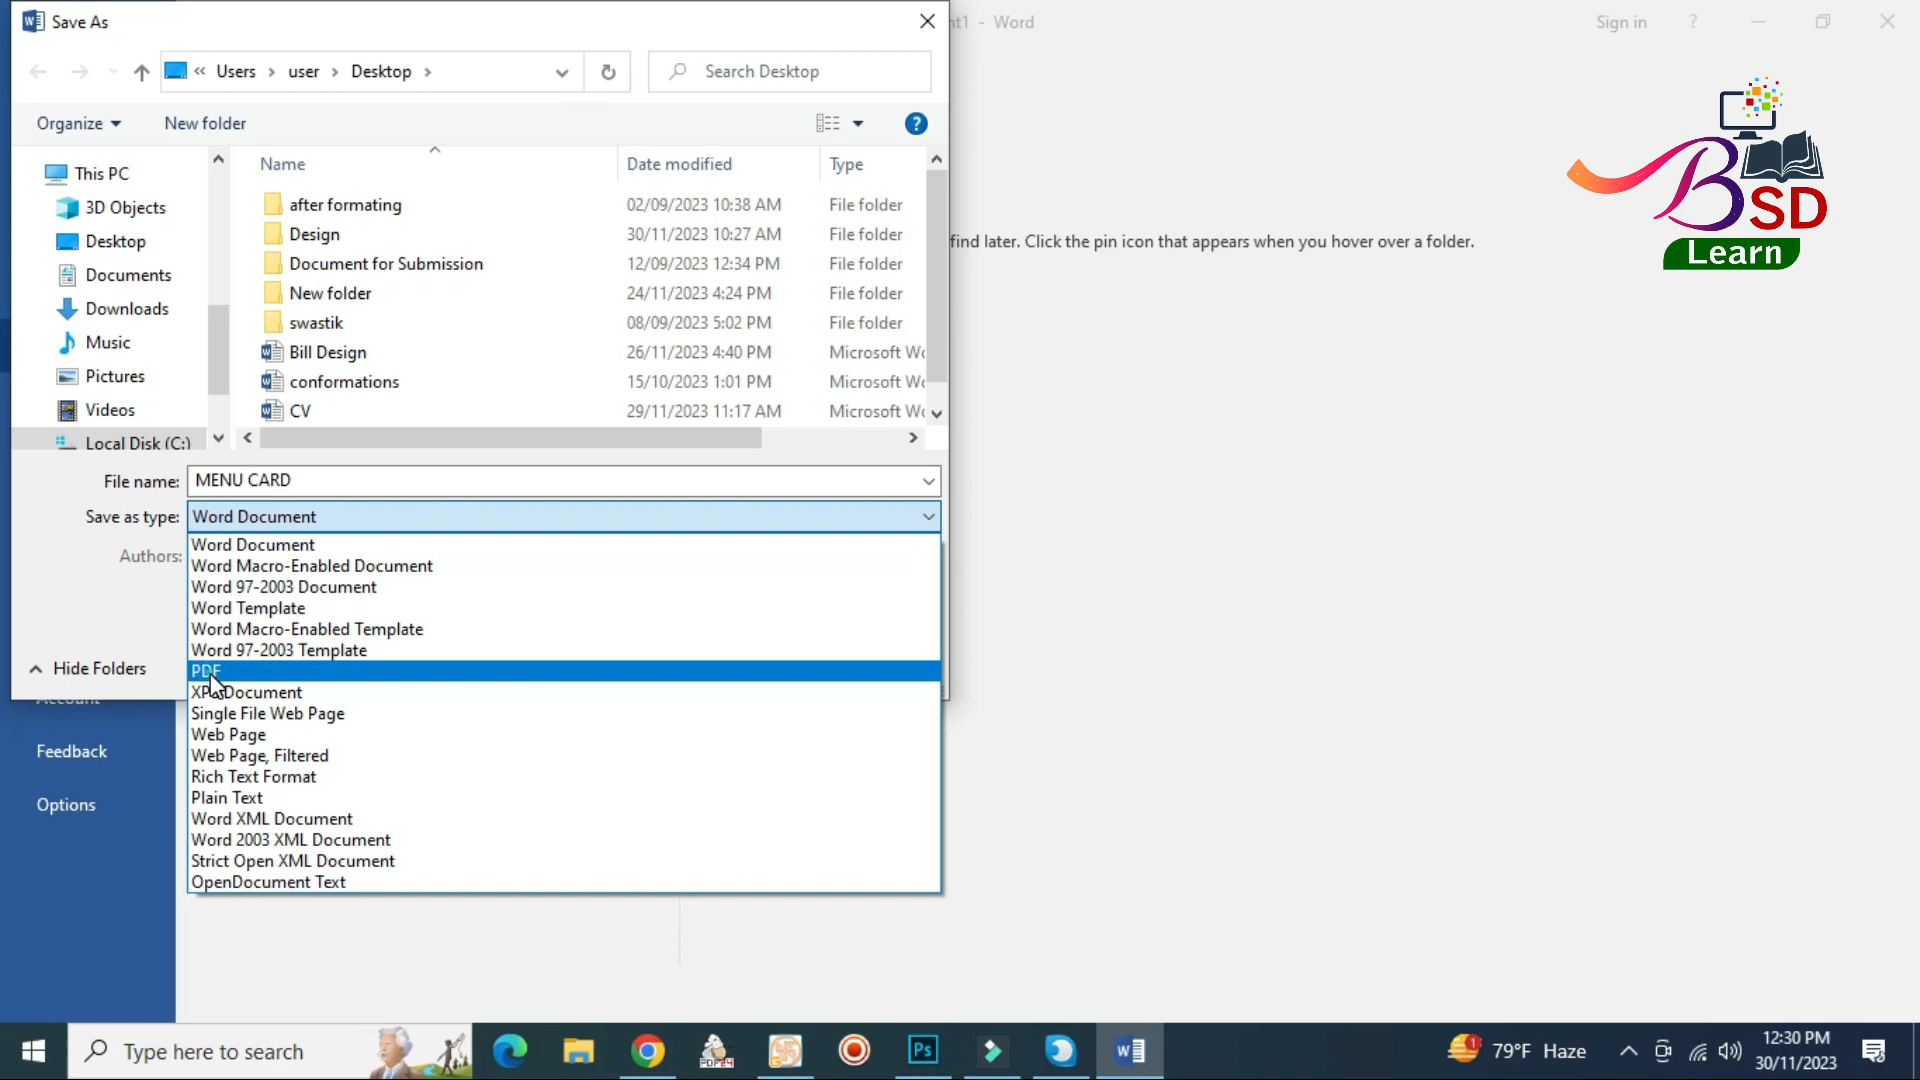 Save As
nt1 - Word
Sign in
?
« Users > user > Desktop >
Search Desktop
Organize
New folder
?
This PC
3D Objects
Desktop
Documents
Downloads
Music
Pictures
Videos
Local Disk (C:)
Name Date modified Type
after formating 02/09/2023 10:38 AM File folder
Design 30/11/2023 10:27 AM File folder
Document for Submission 12/09/2023 12:34 PM File folder
New folder 24/11/2023 4:24 PM File folder
swastik 08/09/2023 5:02 PM File folder
Bill Design 26/11/2023 4:40 PM Microsoft Wo
conformations 15/10/2023 1:01 PM Microsoft Wo
CV 29/11/2023 11:17 AM Microsoft Wo
find later. Click the pin icon that appears when you hover over a folder.
BSD
Learn
File name: MENU CARD
Save as type: Word Document
Authors:
Word Document
Word Macro-Enabled Document
Word 97-2003 Document
Word Template
Word Macro-Enabled Template
Word 97-2003 Template
PDF
XPS Document
Single File Web Page
Web Page
Web Page, Filtered
Rich Text Format
Plain Text
Word XML Document
Word 2003 XML Document
Strict Open XML Document
OpenDocument Text
Hide Folders
Account
Feedback
Options
Type here to search
PDF24
Ps
1
79°F Haze
12:30 PM
30/11/2023